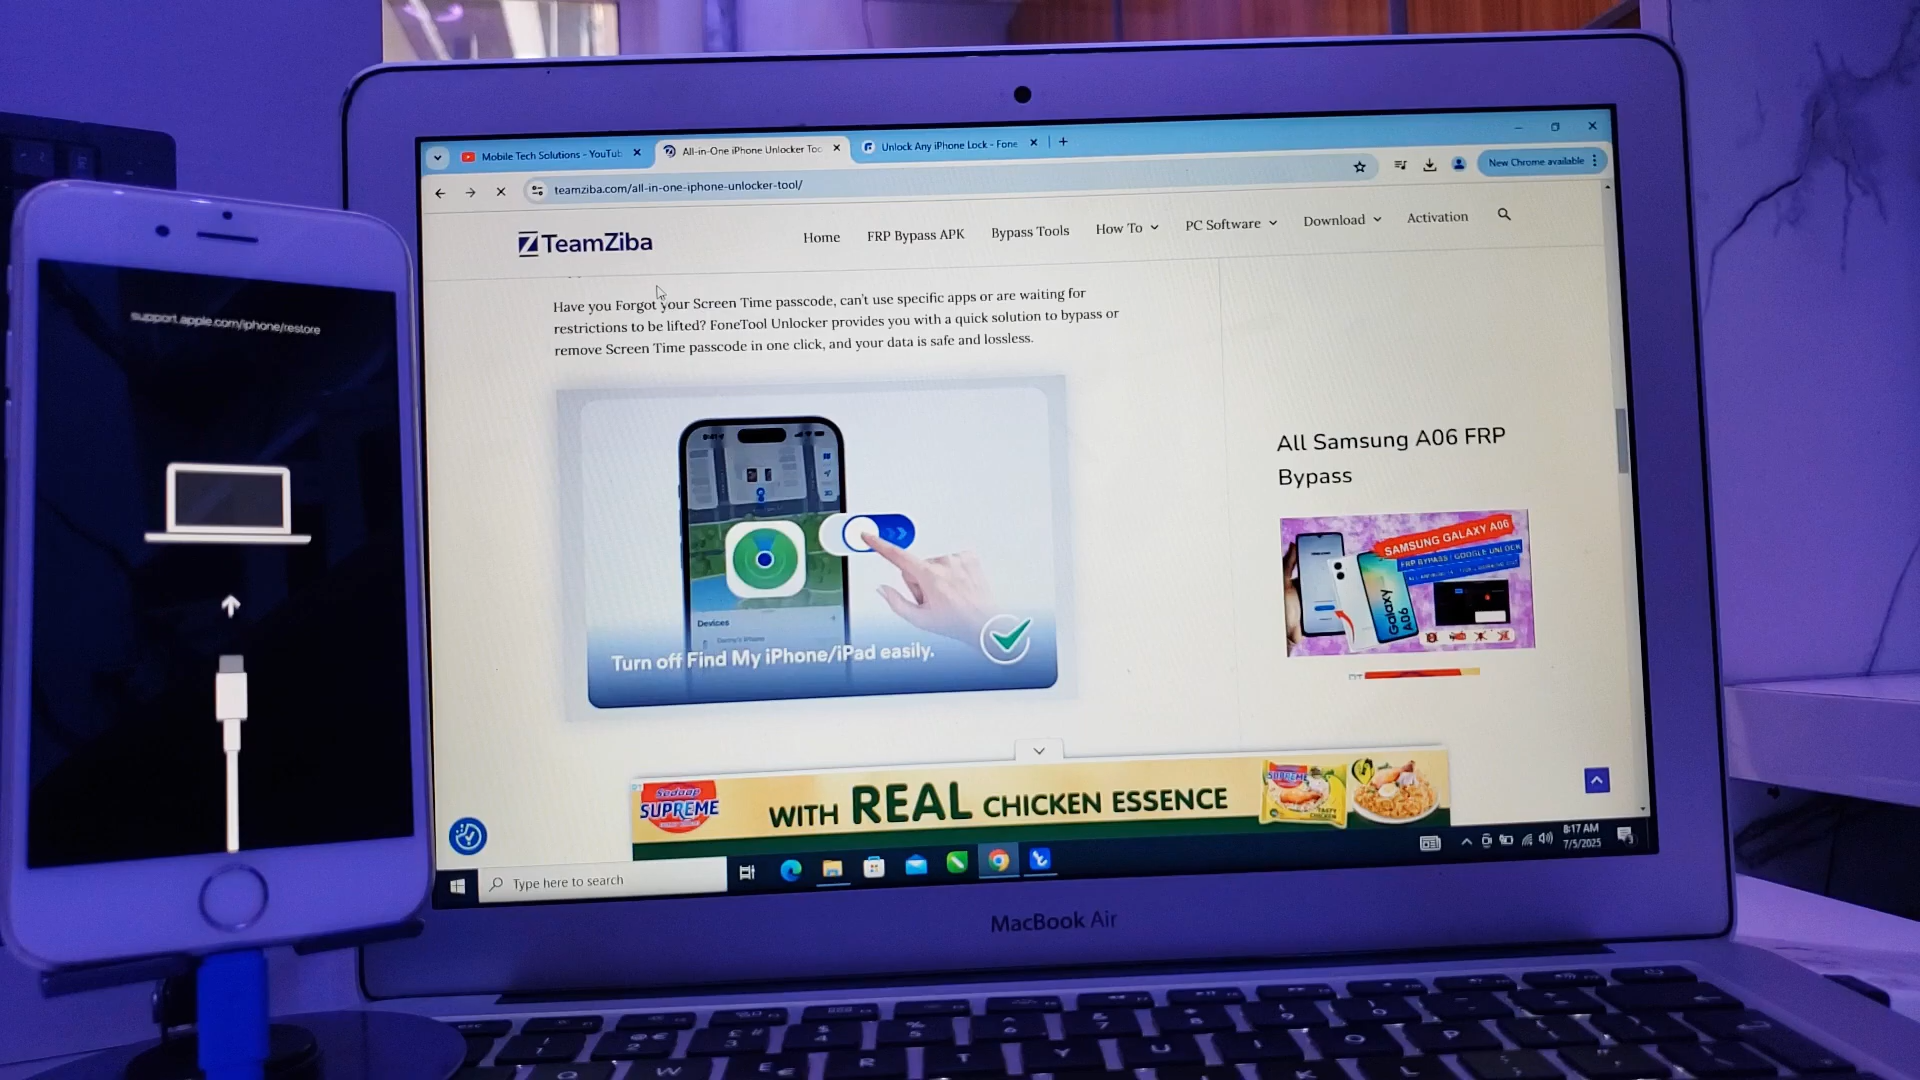 support.apple.com/iphone/restore
Mobile Tech Solutions - YouTub
All-in-One iPhone Unlocker Too
Unlock Any iPhone Lock - Fone
teamziba.com/all-in-one-iphone-unlocker-tool/
New Chrome available
TeamZiba
Home
FRP Bypass APK
Bypass Tools
How To
PC Software
Download
Activation
Have you Forgot your Screen Time passcode, can't use specific apps or are waiting for
restrictions to be lifted? FoneTool Unlocker provides you with a quick solution to bypass or
remove Screen Time passcode in one click, and your data is safe and lossless.
Devices
Turn off Find My iPhone/iPad easily.
All Samsung A06 FRP
Bypass
SAMSUNG GALAXY A06
FRP BYPASS / GOOGLE UNLOCK
Galaxy
A06
Sedaap
SUPREME
WITH REAL CHICKEN ESSENCE
SUPREME
Type here to search
8:17 AM
7/5/2025
MacBook Air
Q
W
E
R
T
Y
U
O
P
K
L